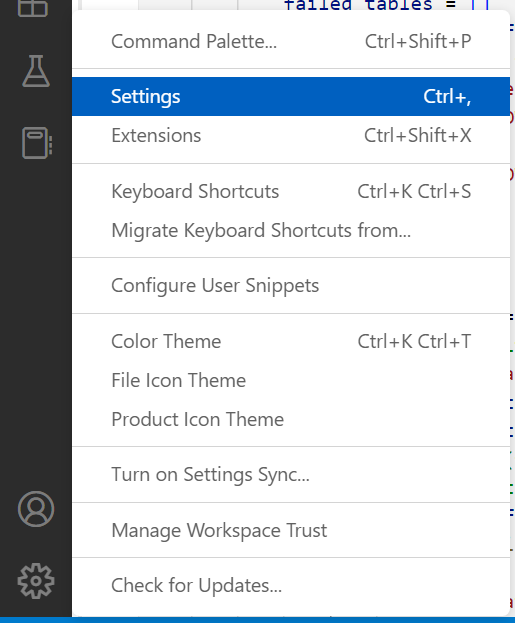 failed_tables = []
Command Palette... Ctrl+Shift+P
Settings Ctrl+,
Extensions Ctrl+Shift+X
Keyboard Shortcuts Ctrl+K Ctrl+S
Migrate Keyboard Shortcuts from...
Configure User Snippets
Color Theme Ctrl+K Ctrl+T
File Icon Theme
Product Icon Theme
Turn on Settings Sync...
Manage Workspace Trust
Check for Updates...